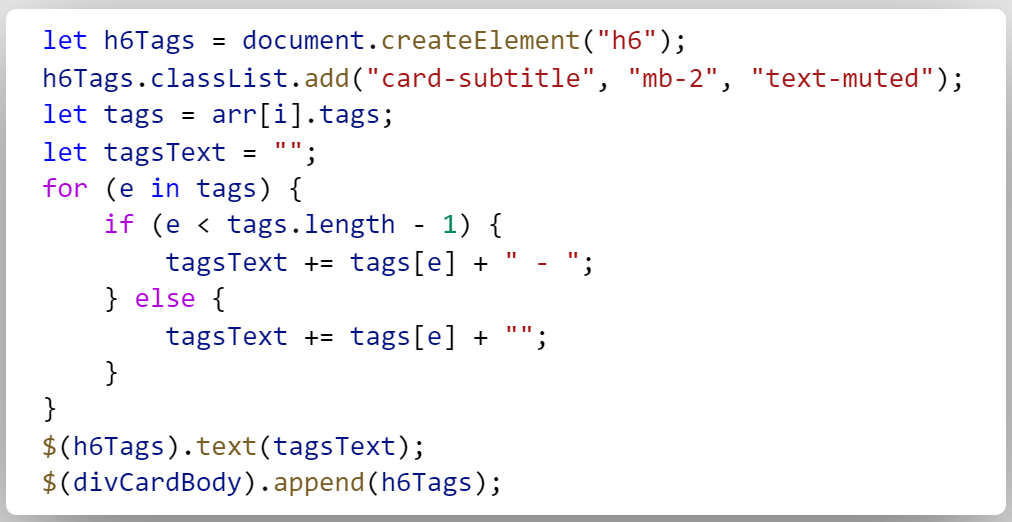 let h6Tags = document.createElement("h6");
h6Tags.classList.add("card-subtitle", "mb-2", "text-muted");
let tags = arr[i].tags;
let tagsText = "";
for (e in tags) {
    if (e < tags.length - 1) {
        tagsText += tags[e] + " - ";
    } else {
        tagsText += tags[e] + "";
    }
}
$(h6Tags).text(tagsText);
$(divCardBody).append(h6Tags);